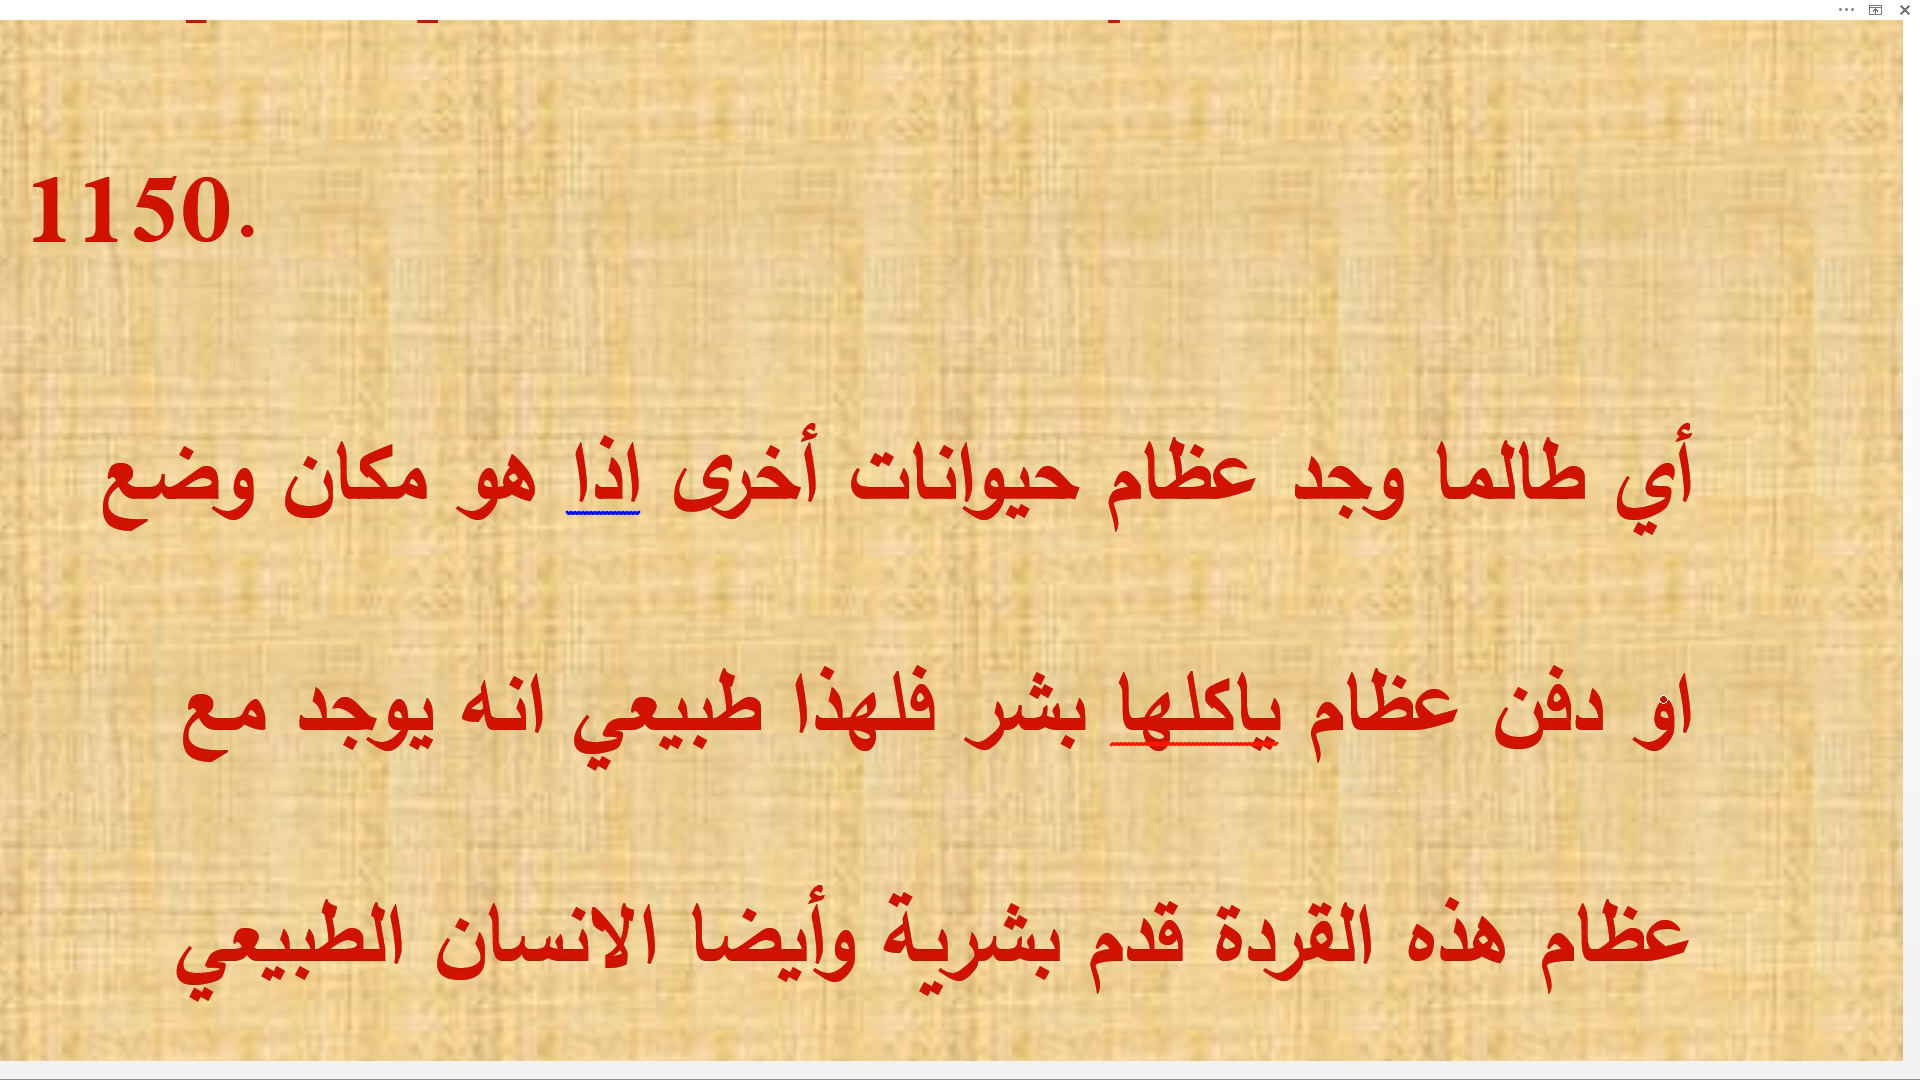 1150.
أي طالما وجد عظام حيوانات أخرى اذا هو مكان وضع
او دفن عظام ياكلها بشر فلهذا طبيعي انه يوجد مع
عظام هذه القردة قدم بشرية وأيضا الانسان الطبيعي